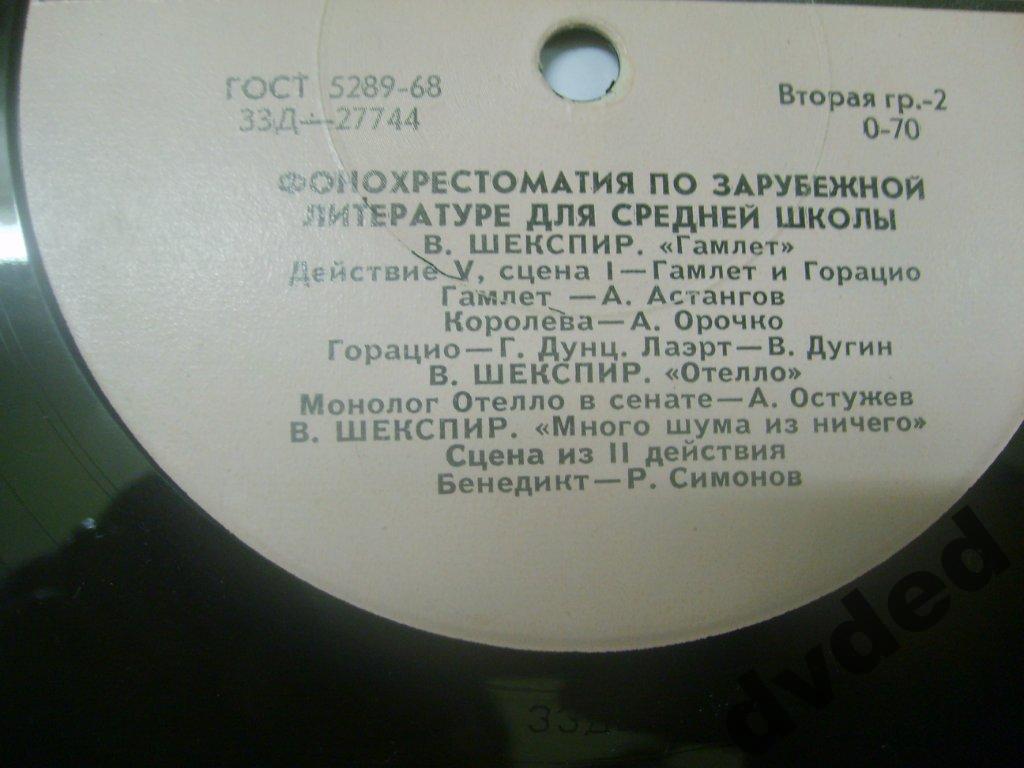 ГОСТ 5289-68
33Д—27744
Вторая гр.-2
0-70
ФОНОХРЕСТОМАТИЯ ПО ЗАРУБЕЖНОЙ
ЛИТЕРАТУРЕ ДЛЯ СРЕДНЕЙ ШКОЛЫ
В. ШЕКСПИР. «Гамлет»
Действие V, сцена I—Гамлет и Горацио
Гамлет —А. Астангов
Королева—А. Орочко
Горацио—Г. Дунц. Лаэрт—В. Дугин
В. ШЕКСПИР. «Отелло»
Монолог Отелло в сенате—А. Остужев
В. ШЕКСПИР. «Много шума из ничего»
Сцена из II действия
Бенедикт—Р. Симонов
33Д
dvded